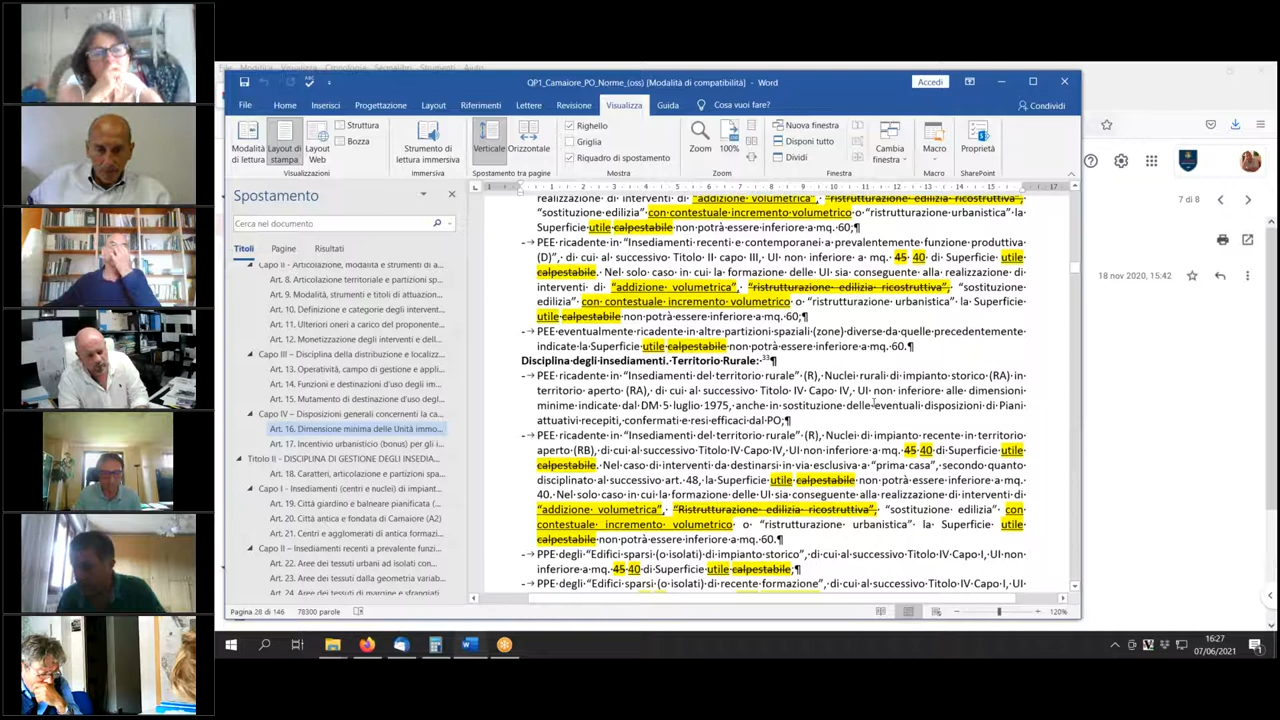 File Modifica Visualizza Cronologia Segnalibri Strumenti Aiuto
QP1_Camaiore_PO_Norme_(oss) [Modalità di compatibilità] - Word
Accedi
File Home Inserisci Progettazione Layout Riferimenti Lettere Revisione Visualizza Guida Cosa vuoi fare? Condividi
Modalità di lettura
Layout di stampa
Layout Web
Struttura
Bozza
Visualizzazioni
Strumento di lettura immersiva
Immersiva
Verticale Orizzontale
Spostamento tra pagine
Righello
Griglia
Riquadro di spostamento
Mostra
Zoom 100%
Zoom
Nuova finestra
Disponi tutto
Dividi
Cambia finestra
Finestra
Macro
Macro
Proprietà
SharePoint
Spostamento
Cerca nel documento
Titoli Pagine Risultati
Capo II - Articolazione, modalità e strumenti di a...
Art. 8. Articolazione territoriale e partizioni sp...
Art. 9. Modalità, strumenti e titoli di attuazion...
Art. 10. Definizione e categorie degli intervent...
Art. 11. Ulteriori oneri a carico del proponente...
Art. 12. Monetizzazione degli interventi e dell...
Capo III – Disciplina della distribuzione e localizz...
Art. 13. Operatività, campo di gestione e appli...
Art. 14. Funzioni e destinazioni d'uso degli im...
Art. 15. Mutamento delle destinazioni d'uso de...
Capo IV – Disposizioni generali concernenti la ca...
Art. 16. Dimensione minima delle Unità immo...
Art. 17. Incentivo urbanistico (bonus) per gli i...
Titolo II - DISCIPLINA DI GESTIONE DEGLI INSEDIA...
Art. 18. Caratteri, articolazione e partizioni spa...
Capo I - Insediamenti (centri e nuclei) di impiant...
Art. 19. Città giardino e balneare pianificata (...
Art. 20. Città antica e fondata di Camaiore (A2)
Art. 21. Centri e agglomerati di antica formazi...
Capo II – Insediamenti recenti a prevalente funzi...
Art. 22. Aree dei tessuti urbani ad isolati con...
Art. 23. Aree dei tessuti dalla geometria variab...
Art. 24. Aree dei tessuti di margine e sfrangiati
realizzazione di interventi di "addizione volumetrica", "ristrutturazione edilizia ricostruttiva",
"sostituzione edilizia" con contestuale incremento volumetrico o "ristrutturazione urbanistica" la
Superficie utile calpestabile non potrà essere inferiore a mq. 60;¶
- → PEE ricadente in "Insediamenti recenti e contemporanei a prevalentemente funzione produttiva
(D)", di cui al successivo Titolo II capo III, UI non inferiore a mq. 45 40 di Superficie utile
calpestabile. Nel solo caso in cui la formazione delle UI sia conseguente alla realizzazione di
interventi di "addizione volumetrica", "ristrutturazione edilizia ricostruttiva", "sostituzione
edilizia" con contestuale incremento volumetrico o "ristrutturazione urbanistica" la Superficie
utile calpestabile non potrà essere inferiore a mq. 60;¶
- → PEE eventualmente ricadente in altre partizioni spaziali (zone) diverse da quelle precedentemente
indicate la Superficie utile calpestabile non potrà essere inferiore a mq. 60.¶
Disciplina degli insediamenti. Territorio Rurale: 33¶
- → PEE ricadente in "Insediamenti del territorio rurale" (R), Nuclei rurali di impianto storico (RA) in
territorio aperto (RA), di cui al successivo Titolo IV Capo IV, UI non inferiore alle dimensioni
minime indicate dal DM 5 luglio 1975, anche in sostituzione delle eventuali disposizioni di Piani
attuativi recepiti, confermati e resi efficaci dal PO;¶
- → PEE ricadente in "Insediamenti del territorio rurale" (R), Nuclei di impianto recente in territorio
aperto (RB), di cui al successivo Titolo IV Capo IV, UI non inferiore a mq. 45 40 di Superficie utile
calpestabile. Nel caso di interventi da destinarsi in via esclusiva a "prima casa", secondo quanto
disciplinato al successivo art. 48, la Superficie utile calpestabile non potrà essere inferiore a mq.
40. Nel solo caso in cui la formazione delle UI sia conseguente alla realizzazione di interventi di
"addizione volumetrica", "Ristrutturazione edilizia ricostruttiva", "sostituzione edilizia" con
contestuale incremento volumetrico o "ristrutturazione urbanistica" la Superficie utile
calpestabile non potrà essere inferiore a mq. 60.¶
- → PPE degli "Edifici sparsi (o isolati) di impianto storico", di cui al successivo Titolo IV Capo I, UI non
inferiore a mq. 45 40 di Superficie utile calpestabile;¶
- → PPE degli "Edifici sparsi (o isolati) di recente formazione", di cui al successivo Titolo IV Capo I, UI
Pagina 28 di 146 78300 parole 120%
7 di 8
18 nov 2020, 15:42
16:27
07/06/2021